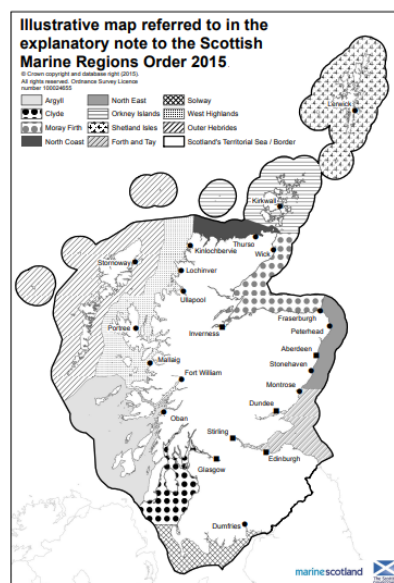 Illustrative map referred to in the
explanatory note to the Scottish
Marine Regions Order 2015
© Crown copyright and database right (2015).
All rights reserved. Ordnance Survey Licence
number 100024655
Argyll
North East
Solway
Clyde
Orkney Islands
West Highlands
Moray Firth
Shetland Isles
Outer Hebrides
North Coast
Forth and Tay
Scotland's Territorial Sea / Border
Lerwick
Kirkwall
Thurso
Kinlochbervie
Wick
Stornoway
Lochinver
Ullapool
Fraserburgh
Portree
Inverness
Peterhead
Aberdeen
Mallaig
Stonehaven
Fort William
Montrose
Dundee
Oban
Stirling
Edinburgh
Glasgow
Dumfries
marinescotland